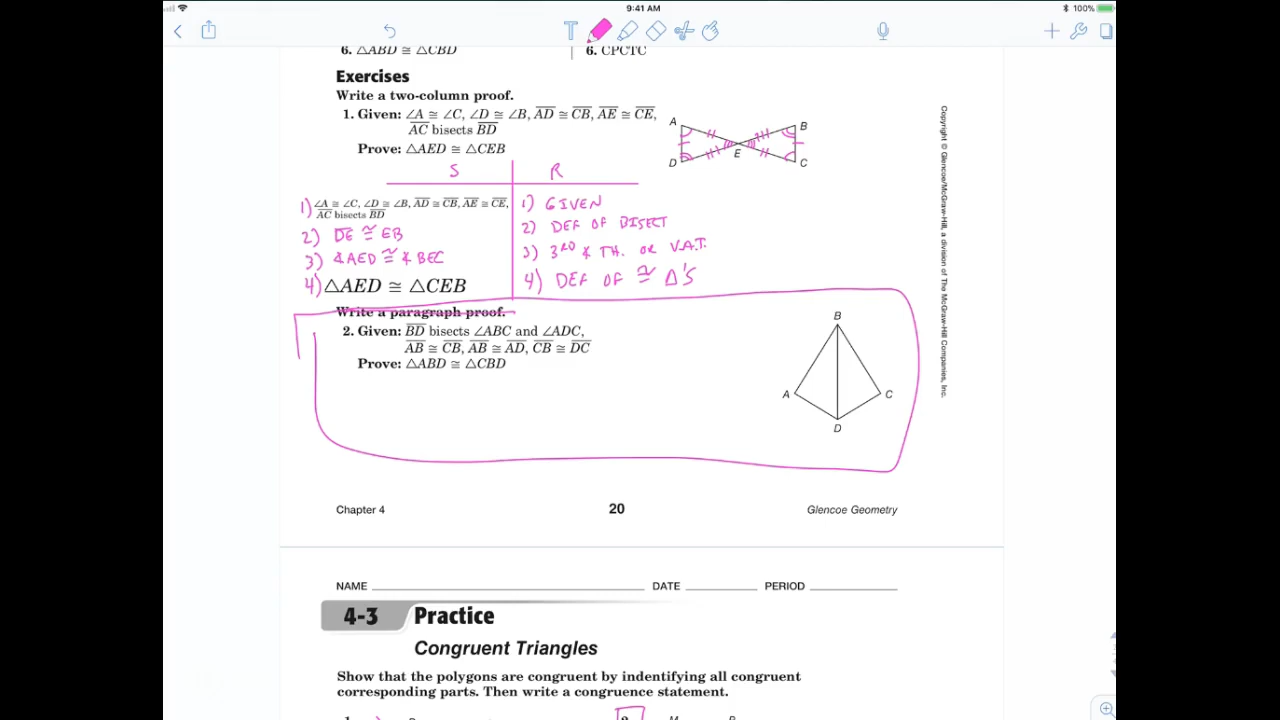 9:41 AM
100%
6. △ABD ≅ △CBD
6. CPCTC
Exercises
Write a two-column proof.
1. Given: ∠A ≅ ∠C, ∠D ≅ ∠B, AD ≅ CB, AE ≅ CE,
AC bisects BD
Prove: △AED ≅ △CEB
A
B
D
E
C
S
R
1) ∠A ≅ ∠C, ∠D ≅ ∠B, AD ≅ CB, AE ≅ CE,
AC bisects BD
1) GIVEN
2) DE ≅ EB
2) DEF OF BISECT
3) ∡AED ≅ ∡BEC
3) 3RD ∡ TH. OR V.A.T.
4) △AED ≅ △CEB
4) DEF OF ≅ △'S
Write a paragraph proof.
2. Given: BD bisects ∠ABC and ∠ADC,
AB ≅ CB, AB ≅ AD, CB ≅ DC
Prove: △ABD ≅ △CBD
B
A
C
D
Copyright © Glencoe/McGraw-Hill, a division of The McGraw-Hill Companies, Inc.
Chapter 4
20
Glencoe Geometry
NAME
DATE
PERIOD
4-3
Practice
Congruent Triangles
Show that the polygons are congruent by indentifying all congruent
corresponding parts. Then write a congruence statement.